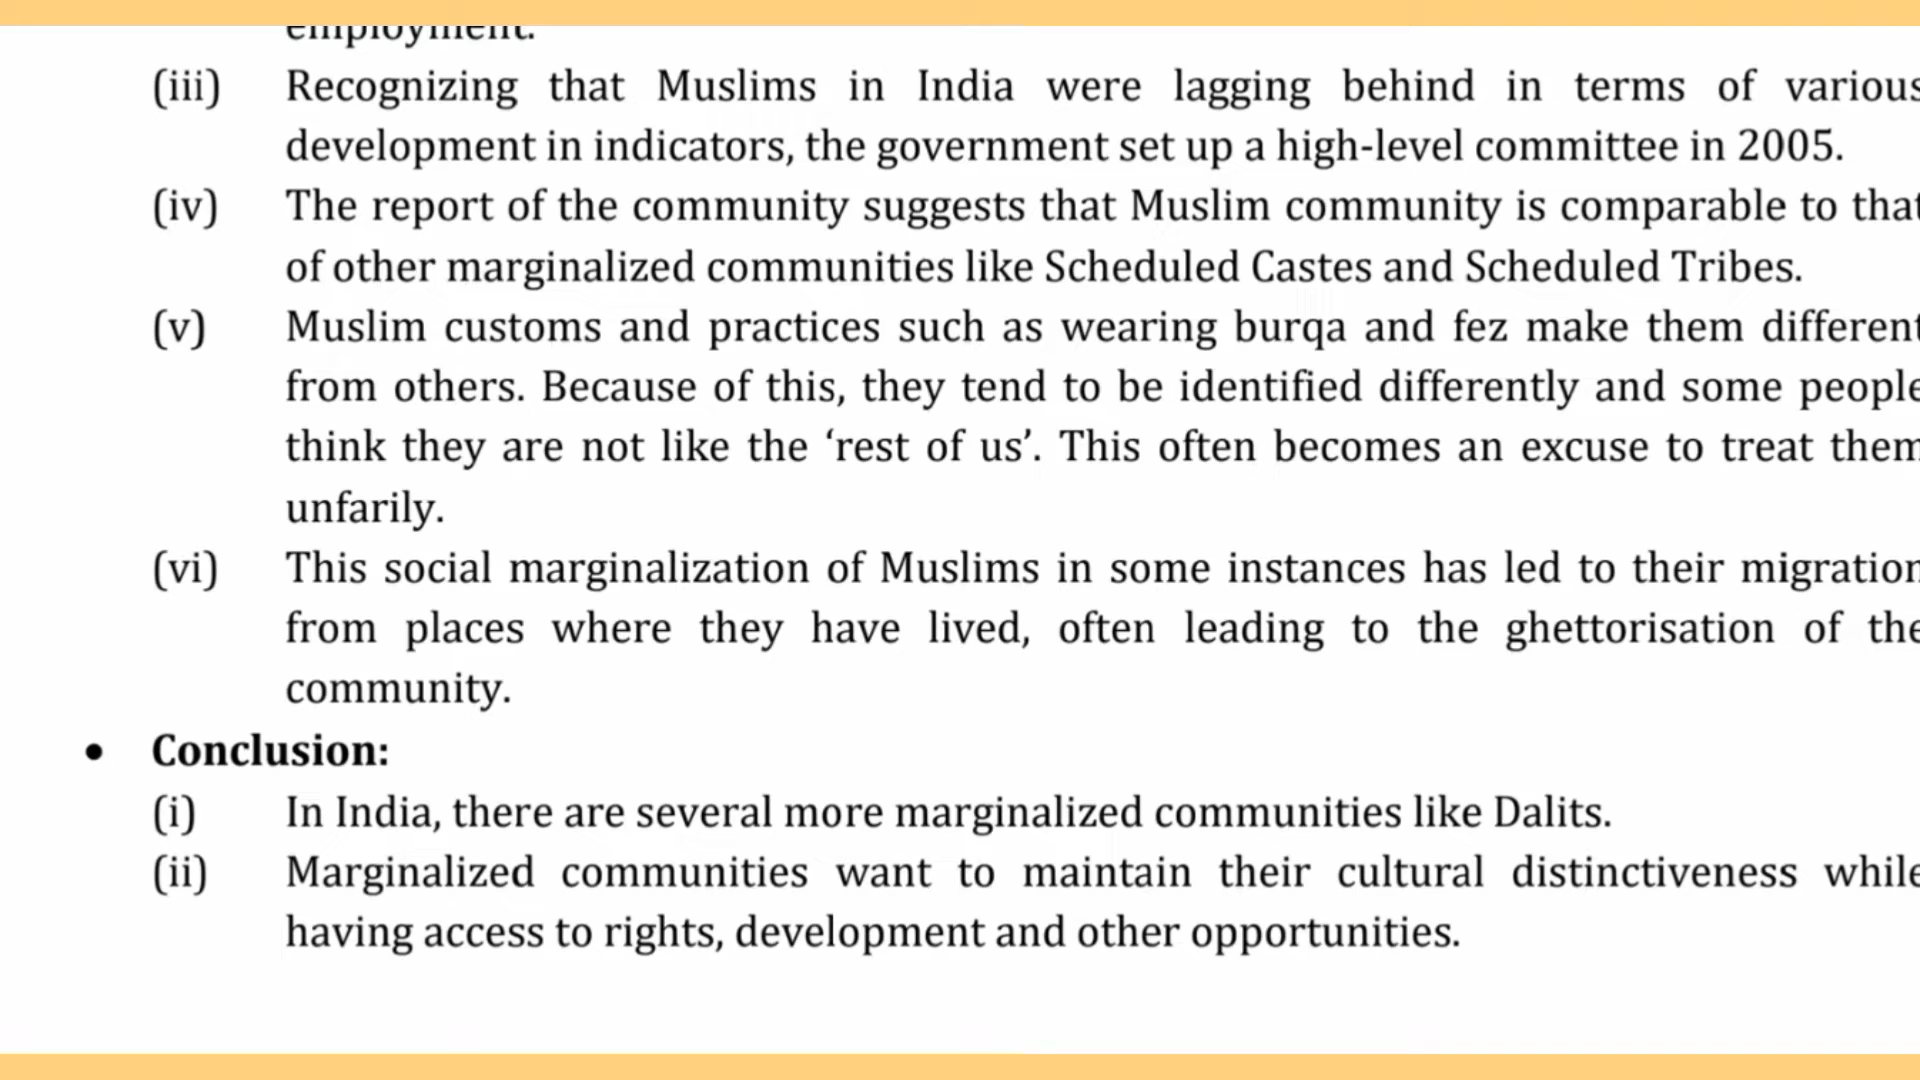 employment.
(iii) Recognizing that Muslims in India were lagging behind in terms of various
development in indicators, the government set up a high-level committee in 2005.
(iv) The report of the community suggests that Muslim community is comparable to that
of other marginalized communities like Scheduled Castes and Scheduled Tribes.
(v) Muslim customs and practices such as wearing burqa and fez make them different
from others. Because of this, they tend to be identified differently and some people
think they are not like the ‘rest of us’. This often becomes an excuse to treat them
unfarily.
(vi) This social marginalization of Muslims in some instances has led to their migration
from places where they have lived, often leading to the ghettorisation of the
community.
• Conclusion:
(i) In India, there are several more marginalized communities like Dalits.
(ii) Marginalized communities want to maintain their cultural distinctiveness while
having access to rights, development and other opportunities.